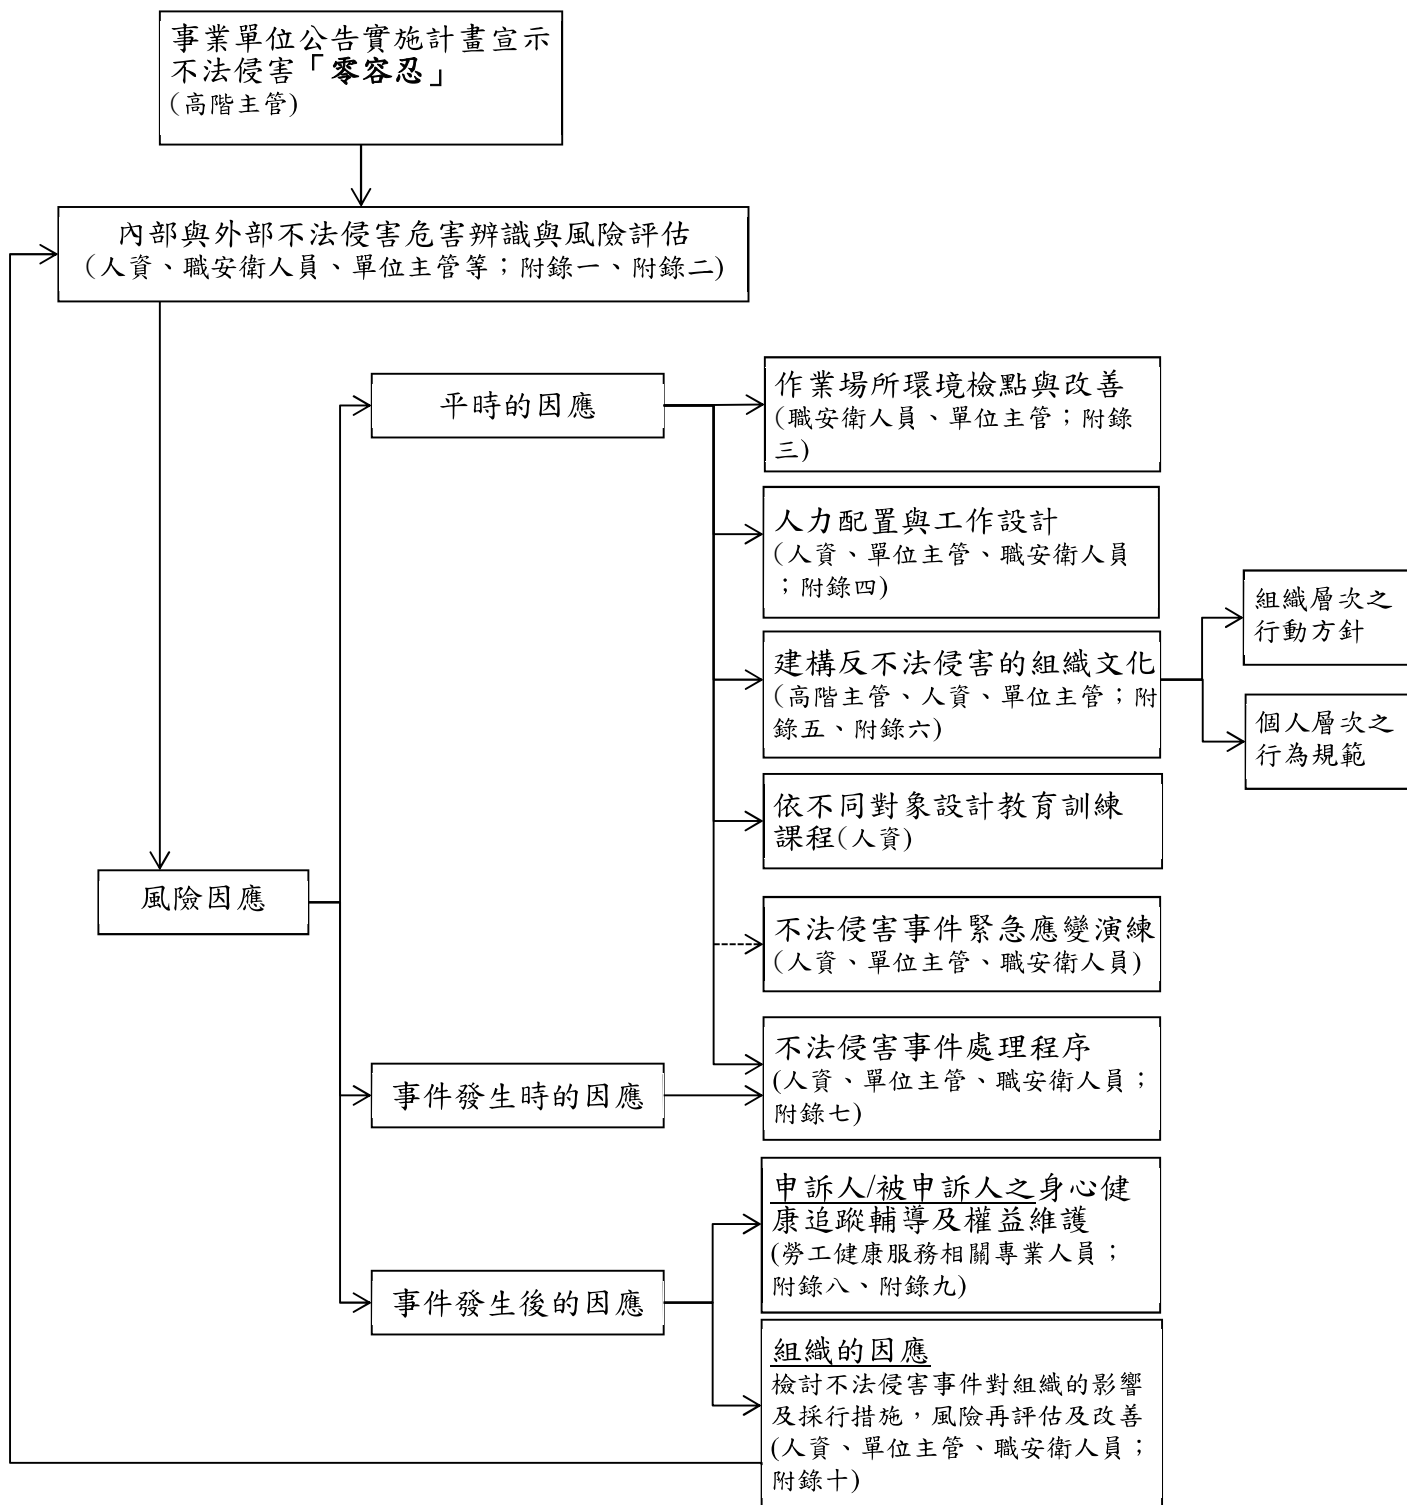 事業單位公告實施計畫宣示
不法侵害「零容忍」
(高階主管)
內部與外部不法侵害危害辨識與風險評估
(人資、職安衛人員、單位主管等；附錄一、附錄二)
平時的因應
作業場所環境檢點與改善
(職安衛人員、單位主管；附錄
三)
人力配置與工作設計
(人資、單位主管、職安衛人員
；附錄四)
組織層次之
行動方針
建構反不法侵害的組織文化
(高階主管、人資、單位主管；附
錄五、附錄六)
個人層次之
行為規範
依不同對象設計教育訓練
課程(人資)
風險因應
不法侵害事件緊急應變演練
(人資、單位主管、職安衛人員)
事件發生時的因應
不法侵害事件處理程序
(人資、單位主管、職安衛人員；
附錄七)
事件發生後的因應
申訴人/被申訴人之身心健
康追蹤輔導及權益維護
(勞工健康服務相關專業人員；
附錄八、附錄九)
組織的因應
檢討不法侵害事件對組織的影響
及採行措施，風險再評估及改善
(人資、單位主管、職安衛人員；
附錄十)